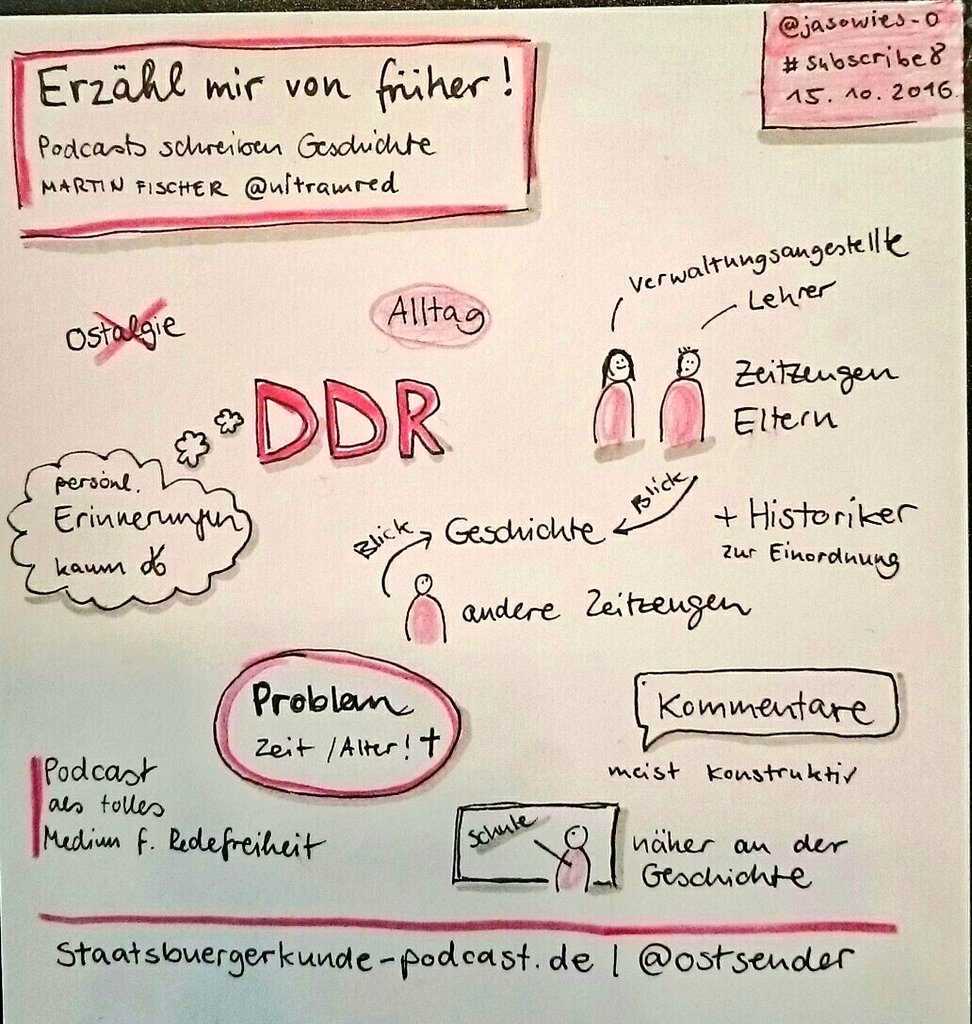 Erzähl mir von früher!
Podcasts schreiben Geschichte
MARTIN FISCHER @ultramred
@jasowies_o
#subscribe8
15.10.2016
Ostalgie
Alltag
DDR
Verwaltungsangestellte
Lehrer
Zeitzeugen
Eltern
persönl.
Erinnerungen
kaum
Blick
Geschichte
Blick
+ Historiker
zur Einordnung
andere Zeitzeugen
Problem
Zeit / Alter! †
Kommentare
meist konstruktiv
Podcast
als tolles
Medium f. Redefreiheit
Schule
näher an der
Geschichte
Staatsbuergerkunde-podcast.de | @ostsender